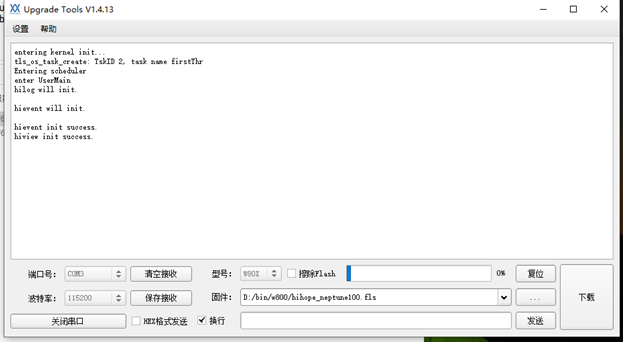 Upgrade Tools V1.4.13
设置 帮助
entering kernel init...
tls_os_task_create: TskID 2, task name firstThr
Entering scheduler
enter UserMain
hilog will init.
hievent will init.
hievent init success.
hiview init success.
端口号: COM3 清空接收 型号: W80X 擦除Flash 0% 复位
波特率: 115200 保存接收 固件: D:/bin/w800/hihope_neptune100.fls ... 下载
关闭串口 HEX格式发送 换行 发送